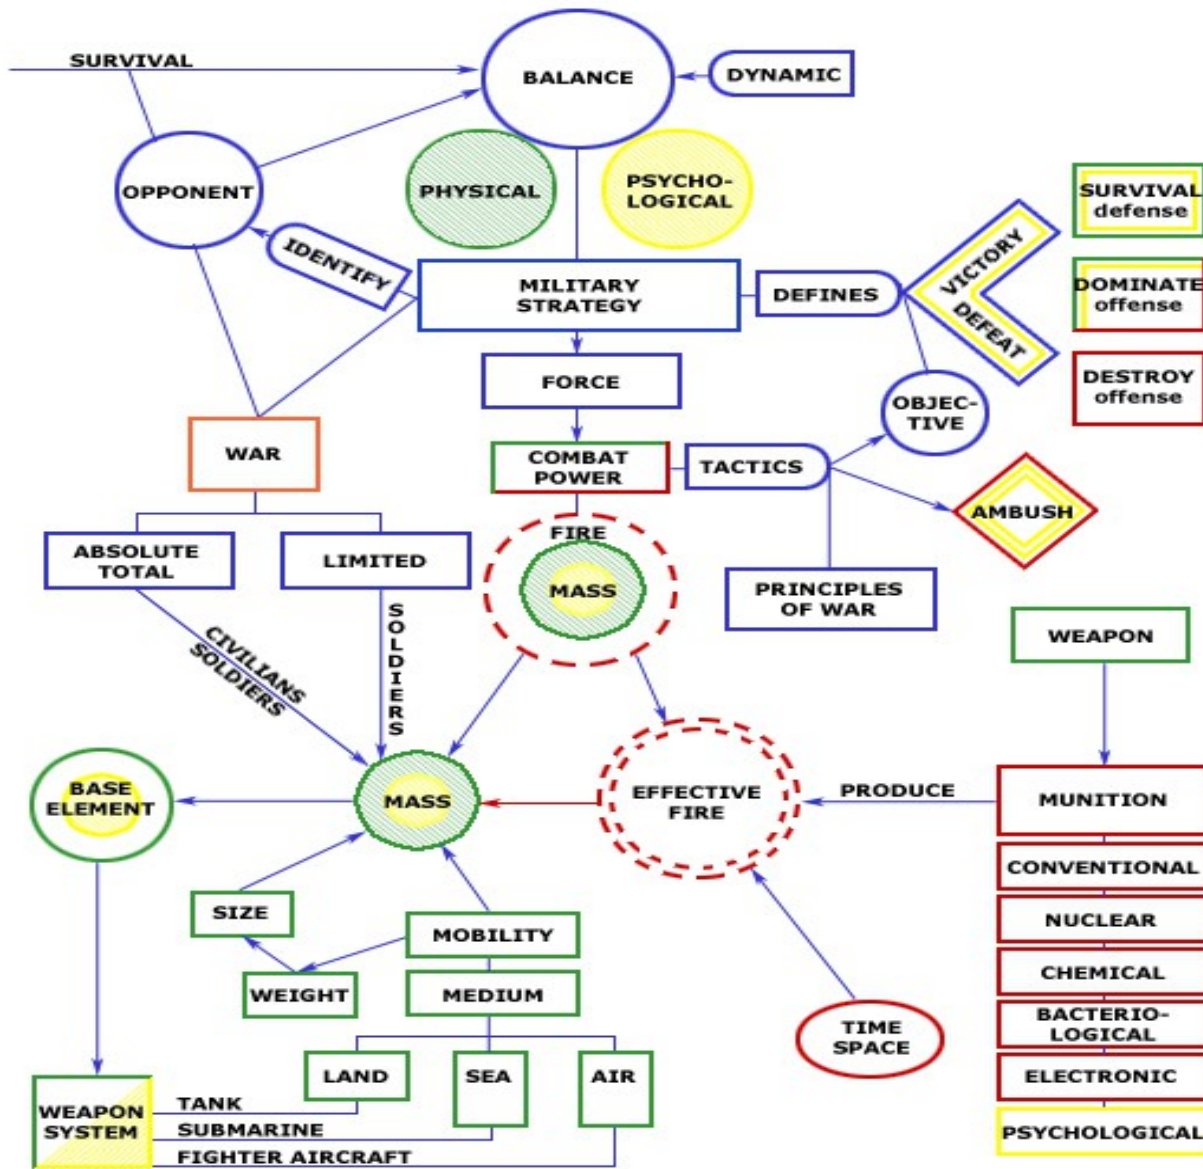 SURVIVAL
BALANCE
DYNAMIC
OPPONENT
PHYSICAL
PSYCHO-
LOGICAL
SURVIVAL
defense
IDENTIFY
MILITARY
STRATEGY
DEFINES
VICTORY
DEFEAT
DOMINATE
offense
FORCE
OBJEC-
TIVE
DESTROY
offense
WAR
COMBAT
POWER
TACTICS
AMBUSH
ABSOLUTE
TOTAL
LIMITED
FIRE
MASS
PRINCIPLES
OF WAR
CIVILIANS
SOLDIERS
SOLDIERS
WEAPON
BASE
ELEMENT
MASS
EFFECTIVE
FIRE
PRODUCE
MUNITION
CONVENTIONAL
SIZE
MOBILITY
NUCLEAR
WEIGHT
MEDIUM
CHEMICAL
TIME
SPACE
BACTERIO-
LOGICAL
LAND
SEA
AIR
ELECTRONIC
WEAPON
SYSTEM
TANK
SUBMARINE
FIGHTER AIRCRAFT
PSYCHOLOGICAL